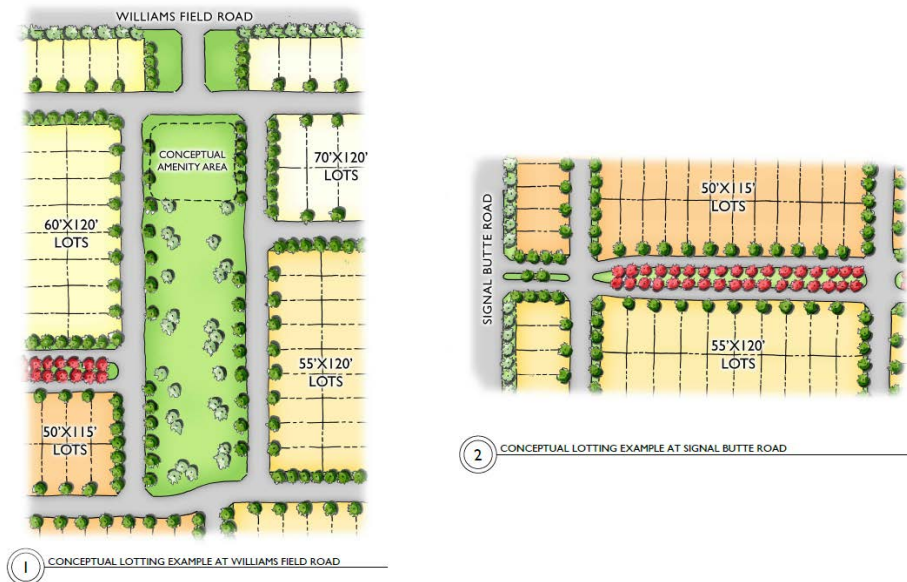 WILLIAMS FIELD ROAD
CONCEPTUAL
AMENITY AREA
70'X120'
LOTS
60'X120'
LOTS
55'X120'
LOTS
50'X115'
LOTS
1
CONCEPTUAL LOTTING EXAMPLE AT WILLIAMS FIELD ROAD
SIGNAL BUTTE ROAD
50'X115'
LOTS
55'X120'
LOTS
2
CONCEPTUAL LOTTING EXAMPLE AT SIGNAL BUTTE ROAD